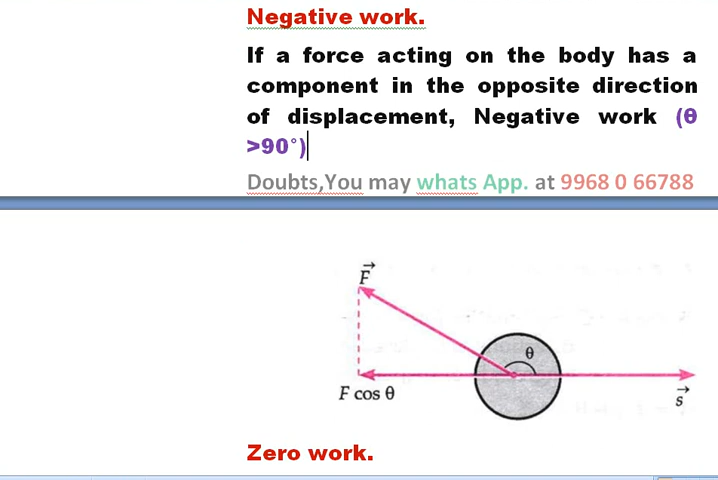 Negative work.
If a force acting on the body has a
component in the opposite direction
of displacement, Negative work (θ
>90°)
Doubts,You may whats App. at 9968 0 66788
F⃗
θ
F cos θ
s⃗
Zero work.